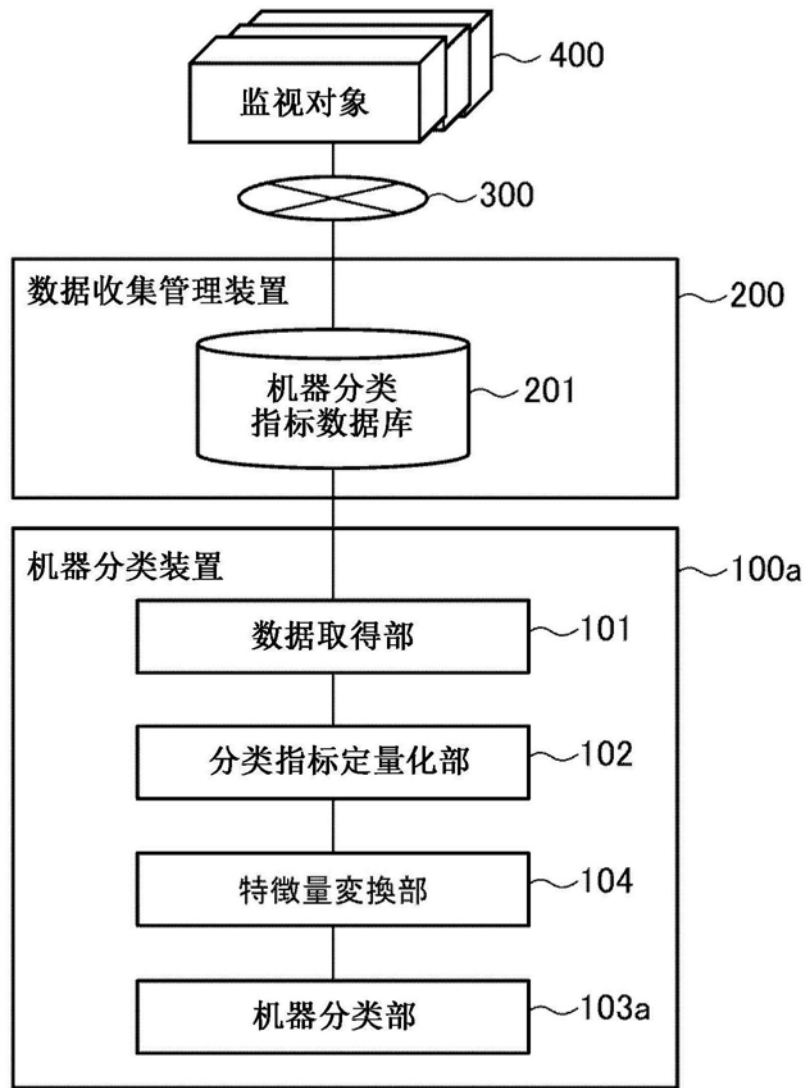 监视对象
400
300
数据收集管理装置
200
机器分类
指标数据库
201
机器分类装置
100a
数据取得部
101
分类指标定量化部
102
特徴量変換部
104
机器分类部
103a